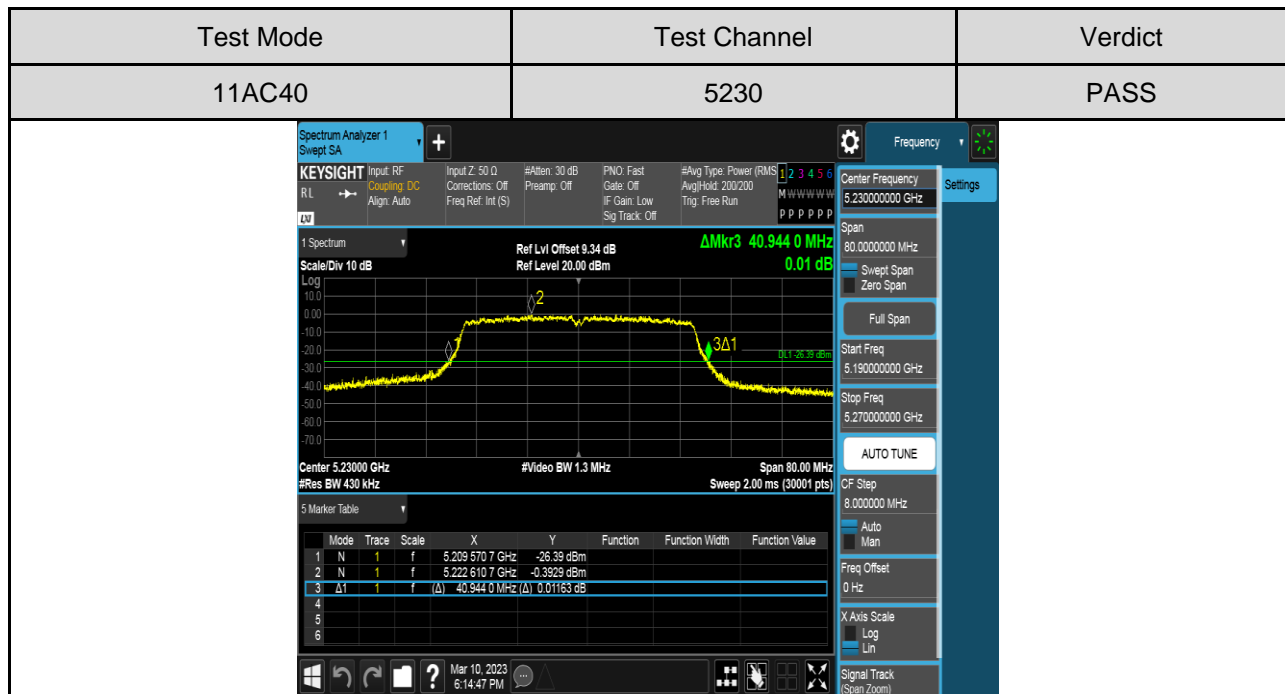 Test Mode Test Channel Verdict
11AC40 5230 PASS
Spectrum Analyzer 1
Swept SA
+
Frequency
KEYSIGHT Input: RF Input Z: 50 Ω #Atten: 30 dB PNO: Fast #Avg Type: Power (RMS 1 2 3 4 5 6
RL Coupling: DC Corrections: Off Preamp: Off Gate: Off Avg|Hold: 200/200 M W W W W W
Align: Auto Freq Ref: Int (S) IF Gain: Low Trig: Free Run
LXI Sig Track: Off P P P P P P
1 Spectrum
Ref Lvl Offset 9.34 dB
ΔMkr3 40.944 0 MHz
Scale/Div 10 dB Ref Level 20.00 dBm 0.01 dB
Log
10.0
0.00
-10.0
-20.0
-30.0
-40.0
-50.0
-60.0
-70.0
2
1
3Δ1
DL1 -26.39 dBm
Center 5.23000 GHz #Video BW 1.3 MHz Span 80.00 MHz
#Res BW 430 kHz Sweep 2.00 ms (30001 pts)
5 Marker Table
Mode Trace Scale X Y Function Function Width Function Value
1 N 1 f 5.209 570 7 GHz -26.39 dBm
2 N 1 f 5.222 610 7 GHz -0.3929 dBm
3 Δ1 1 f (Δ) 40.944 0 MHz (Δ) 0.01163 dB
4
5
6
Mar 10, 2023
6:14:47 PM
?
Center Frequency
5.230000000 GHz
Settings
Span
80.0000000 MHz
Swept Span
Zero Span
Full Span
Start Freq
5.190000000 GHz
Stop Freq
5.270000000 GHz
AUTO TUNE
CF Step
8.000000 MHz
Auto
Man
Freq Offset
0 Hz
X Axis Scale
Log
Lin
Signal Track
(Span Zoom)